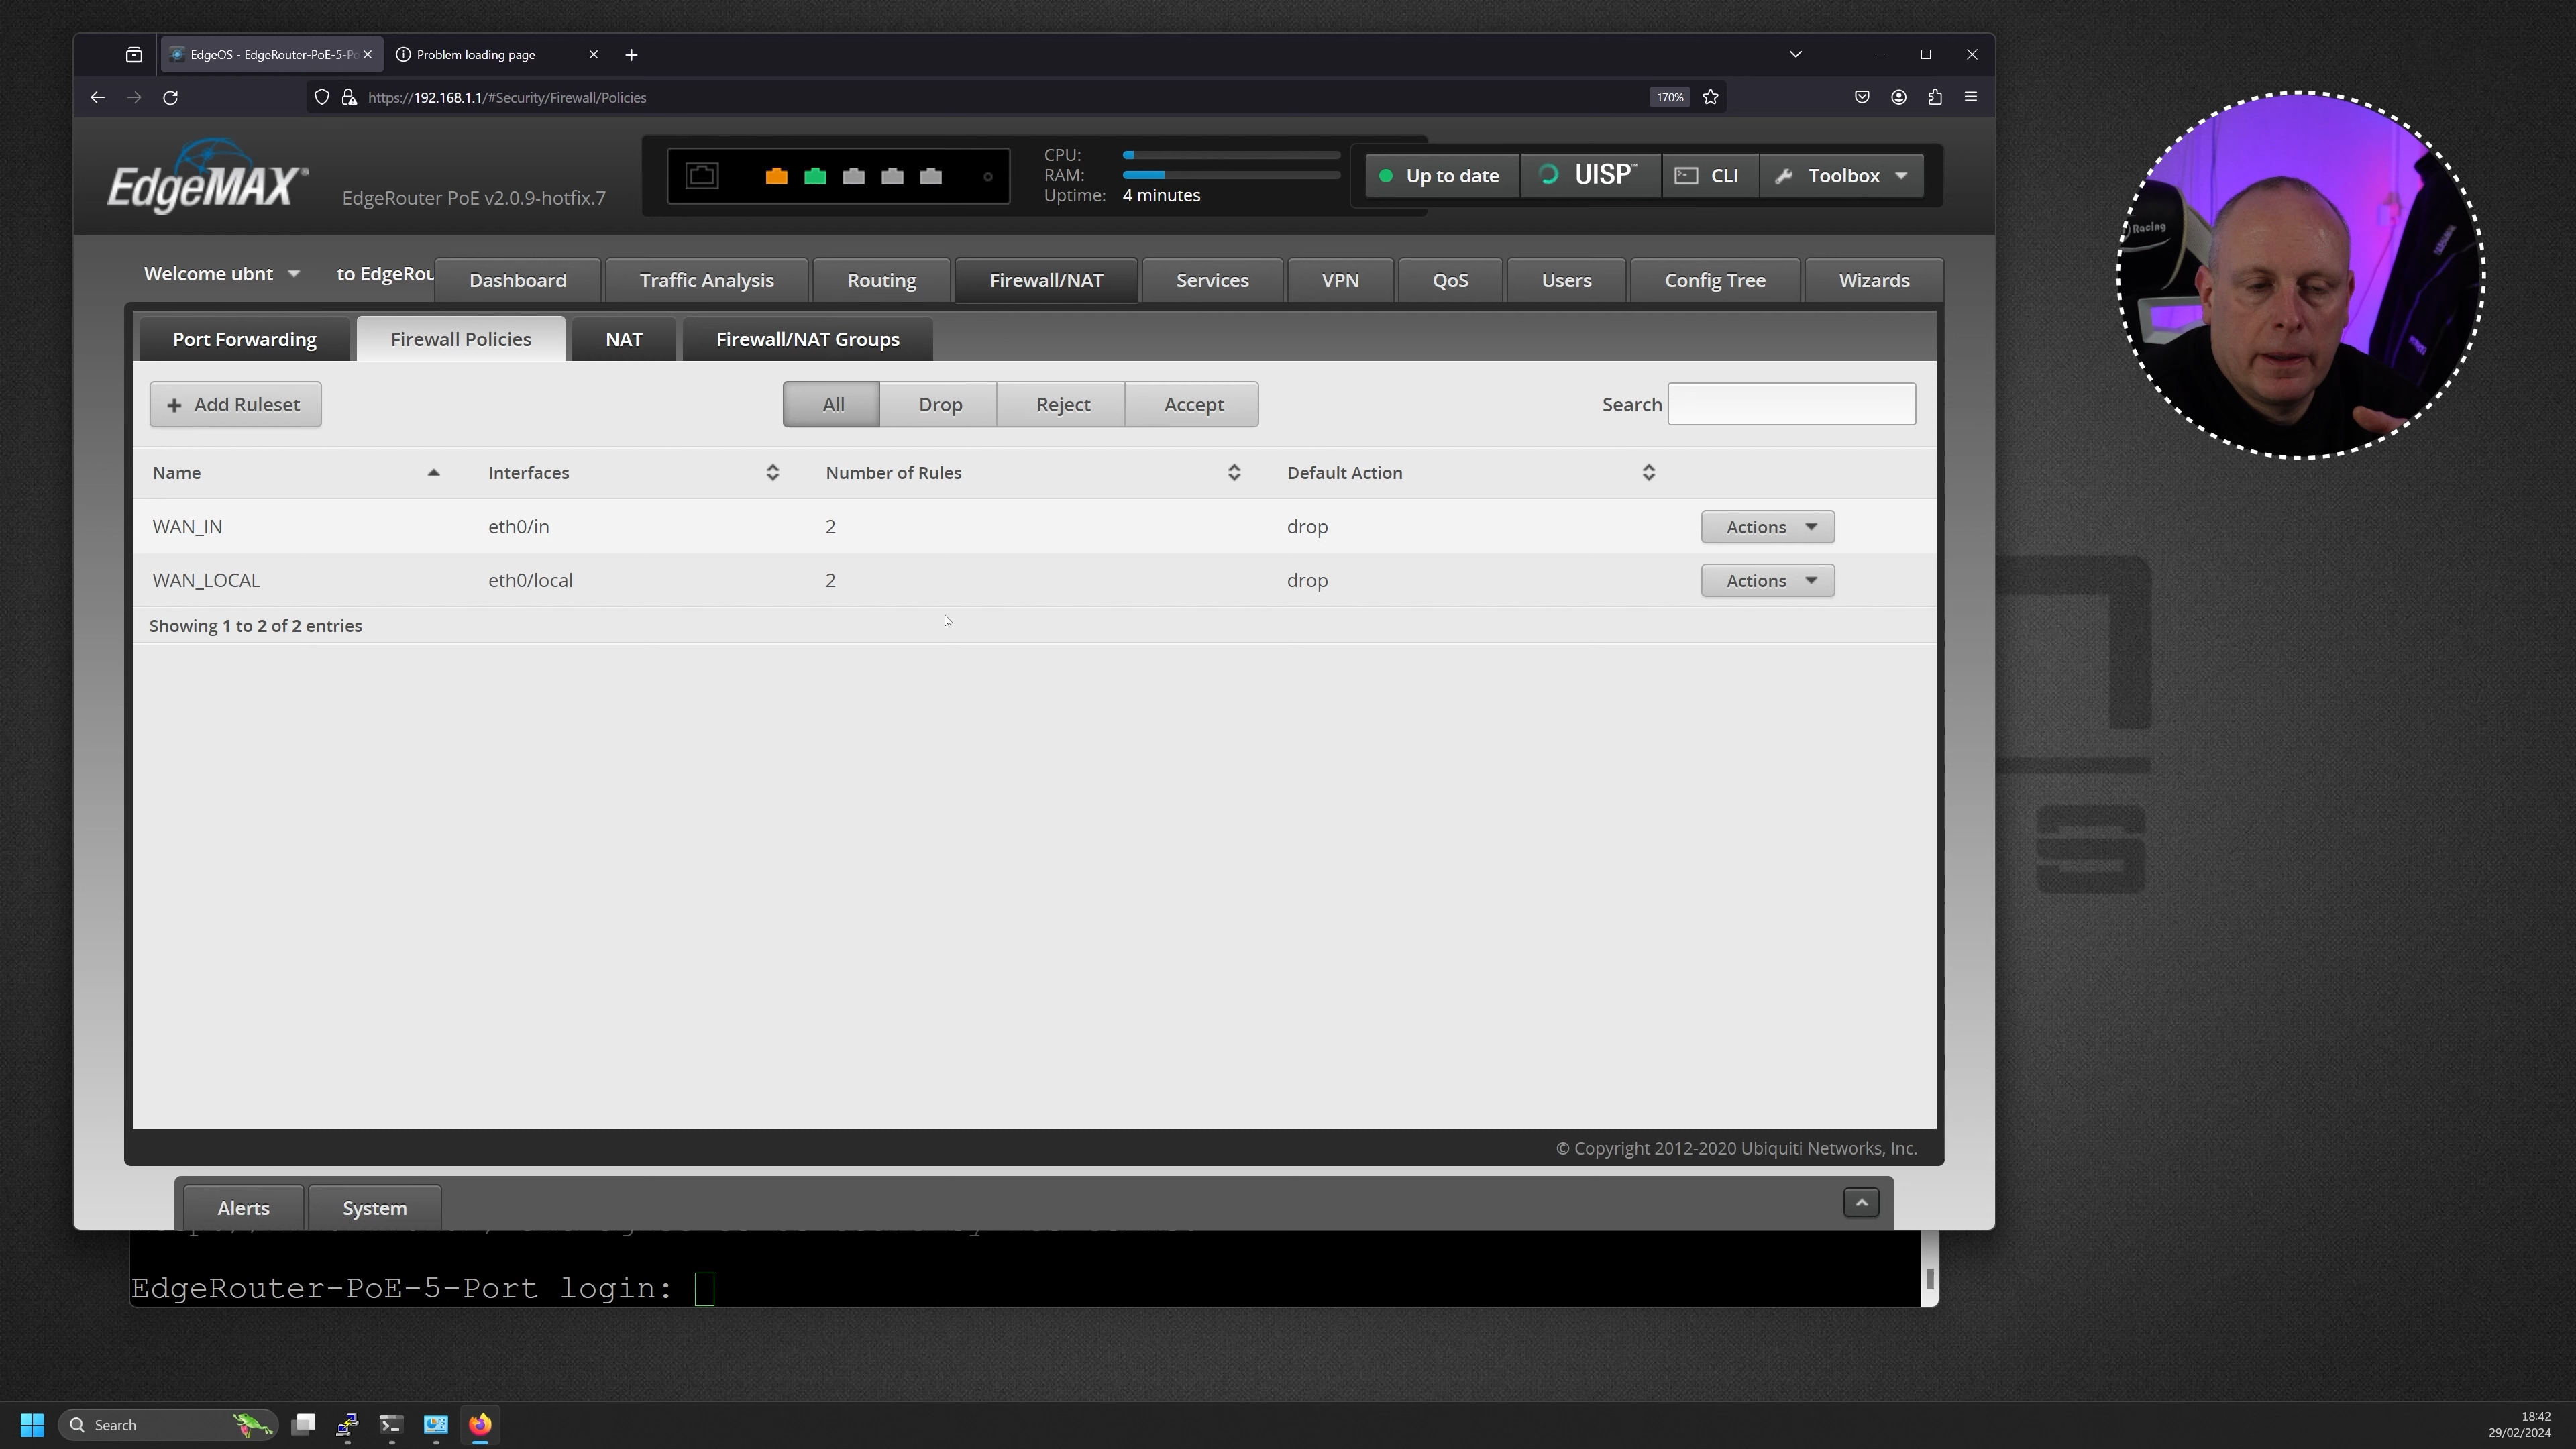 EdgeOS - EdgeRouter-PoE-5-Po
Problem loading page
https://192.168.1.1/#Security/Firewall/Policies
170%
EdgeMAX®
EdgeRouter PoE v2.0.9-hotfix.7
CPU:
RAM:
Uptime: 4 minutes
Up to date
UISP™
CLI
Toolbox
Welcome ubnt
to EdgeRou
Dashboard
Traffic Analysis
Routing
Firewall/NAT
Services
VPN
QoS
Users
Config Tree
Wizards
Port Forwarding
Firewall Policies
NAT
Firewall/NAT Groups
+ Add Ruleset
All
Drop
Reject
Accept
Search
Name
Interfaces
Number of Rules
Default Action
WAN_IN
eth0/in
2
drop
Actions
WAN_LOCAL
eth0/local
2
drop
Actions
Showing 1 to 2 of 2 entries
© Copyright 2012-2020 Ubiquiti Networks, Inc.
Alerts
System
EdgeRouter-PoE-5-Port login:
Racing
Search
18:42
29/02/2024